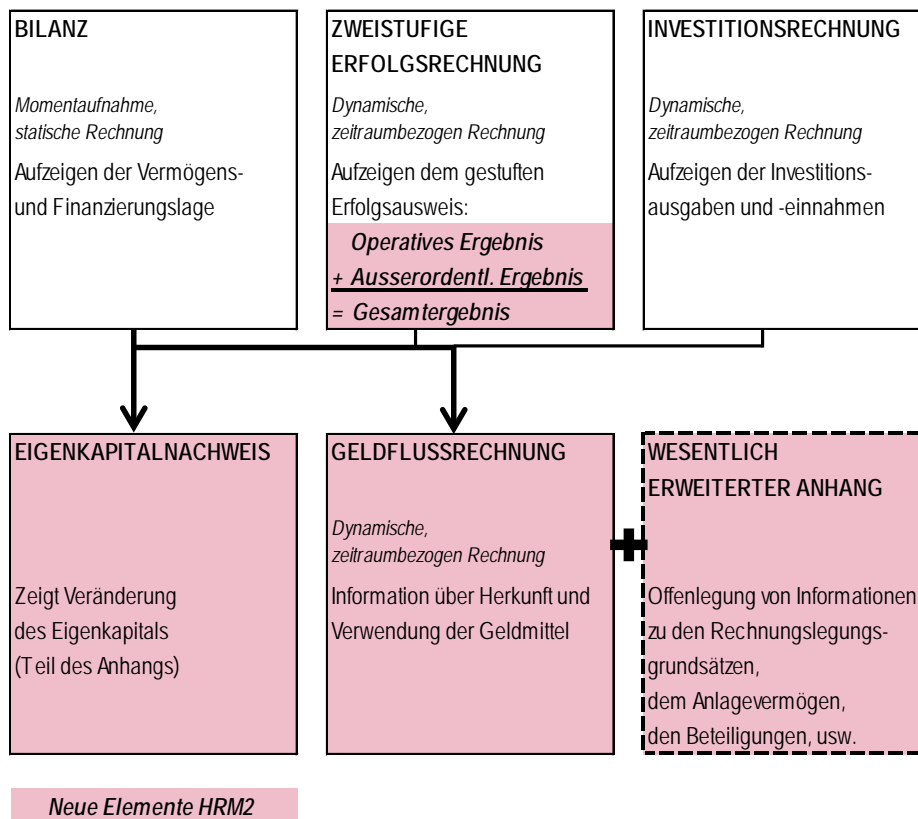 BILANZ
Momentaufnahme,
statische Rechnung
Aufzeigen der Vermögens-
und Finanzierungslage
ZWEISTUFIGE
ERFOLGSRECHNUNG
Dynamische,
zeitraumbezogen Rechnung
Aufzeigen dem gestuften
Erfolgsausweis:
Operatives Ergebnis
+ Ausserordentl. Ergebnis
= Gesamtergebnis
INVESTITIONSRECHNUNG
Dynamische,
zeitraumbezogen Rechnung
Aufzeigen der Investitions-
ausgaben und -einnahmen
EIGENKAPITALNACHWEIS
Zeigt Veränderung
des Eigenkapitals
(Teil des Anhangs)
GELDFLUSSRECHNUNG
Dynamische,
zeitraumbezogen Rechnung
Information über Herkunft und
Verwendung der Geldmittel
WESENTLICH
ERWEITERTER ANHANG
Offenlegung von Informationen
zu den Rechnungslegungs-
grundsätzen,
dem Anlagevermögen,
den Beteiligungen, usw.
Neue Elemente HRM2